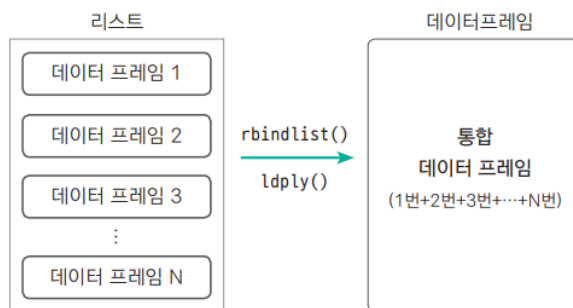 리스트
데이터 프레임 1
데이터 프레임 2
데이터 프레임 3
⋮
데이터 프레임 N
rbindlist()
ldply()
데이터프레임
통합
데이터 프레임
(1번+2번+3번+⋯+N번)